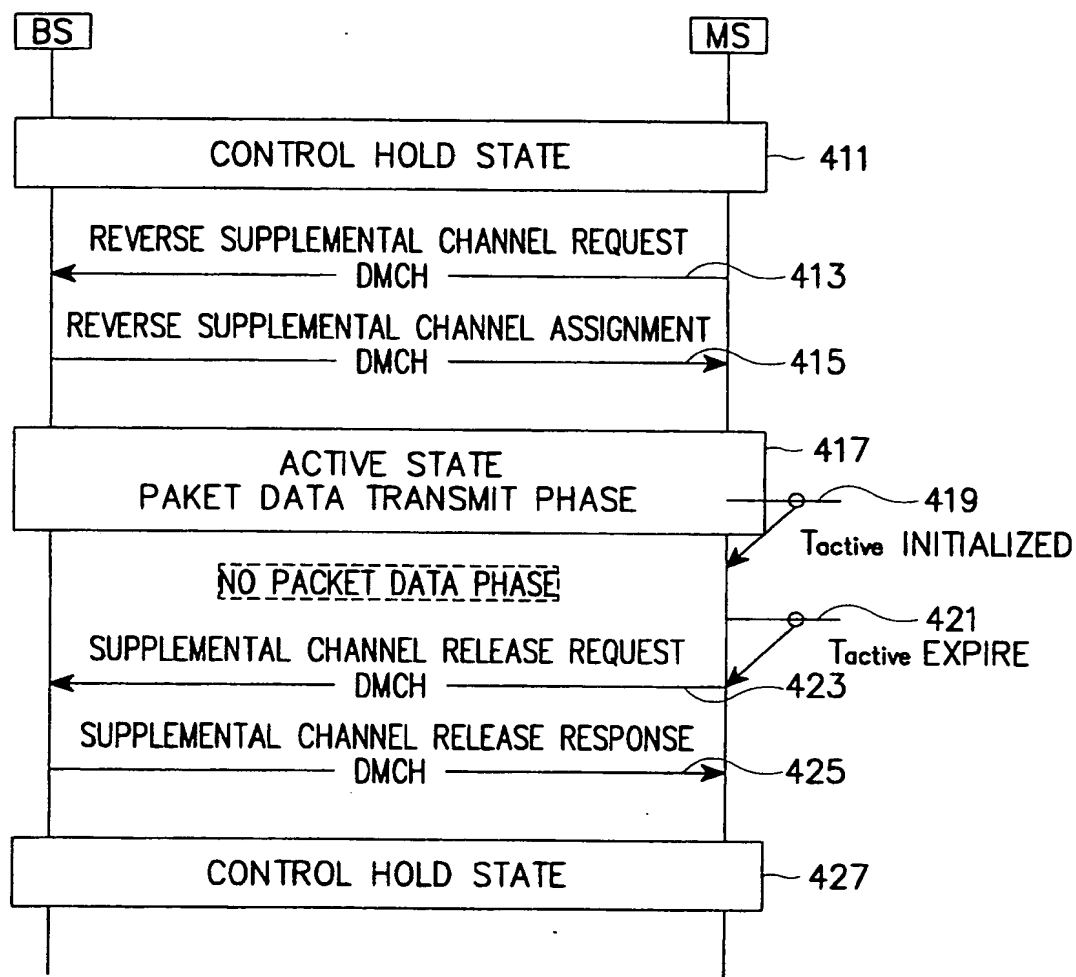 BS
MS
CONTROL HOLD STATE
411
REVERSE SUPPLEMENTAL CHANNEL REQUEST
DMCH
413
REVERSE SUPPLEMENTAL CHANNEL ASSIGNMENT
DMCH
415
417
ACTIVE STATE
PAKET DATA TRANSMIT PHASE
419
Tactive INITIALIZED
NO PACKET DATA PHASE
421
Tactive EXPIRE
SUPPLEMENTAL CHANNEL RELEASE REQUEST
DMCH
423
SUPPLEMENTAL CHANNEL RELEASE RESPONSE
DMCH
425
CONTROL HOLD STATE
427